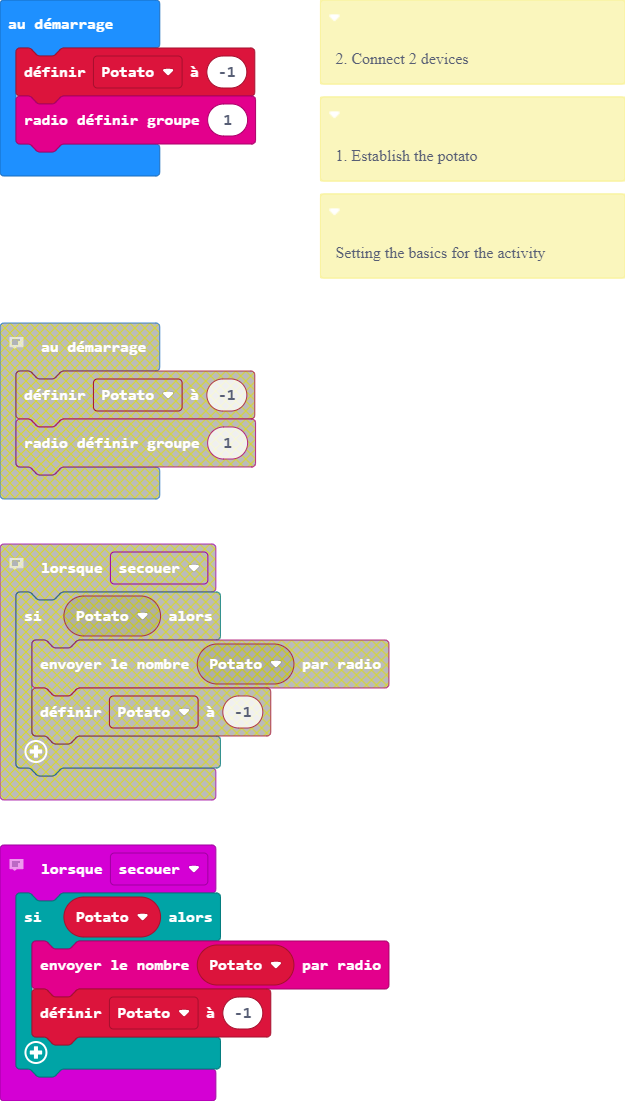 au démarrage
définir Potato à -1
radio définir groupe 1
2. Connect 2 devices
1. Establish the potato
Setting the basics for the activity
au démarrage
définir Potato à -1
radio définir groupe 1
lorsque secouer
si Potato alors
envoyer le nombre Potato par radio
définir Potato à -1
lorsque secouer
si Potato alors
envoyer le nombre Potato par radio
définir Potato à -1